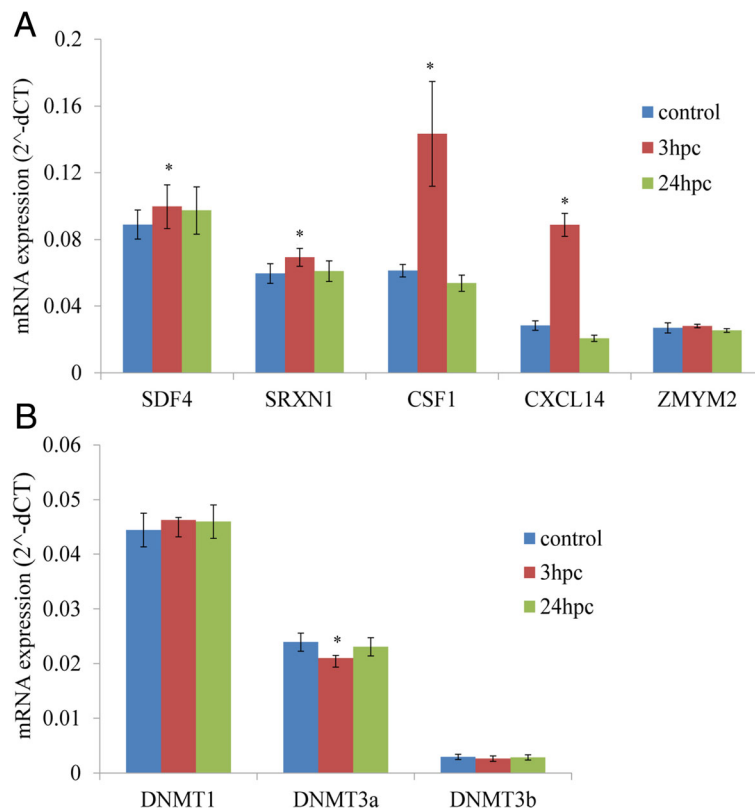 A
mRNA expression (2^-dCT)
0.2
0.16
0.12
0.08
0.04
0
*
*
*
*
control
3hpc
24hpc
SDF4 SRXN1 CSF1 CXCL14 ZMYM2
B
mRNA expression (2^-dCT)
0.06
0.05
0.04
0.03
0.02
0.01
0
*
control
3hpc
24hpc
DNMT1 DNMT3a DNMT3b